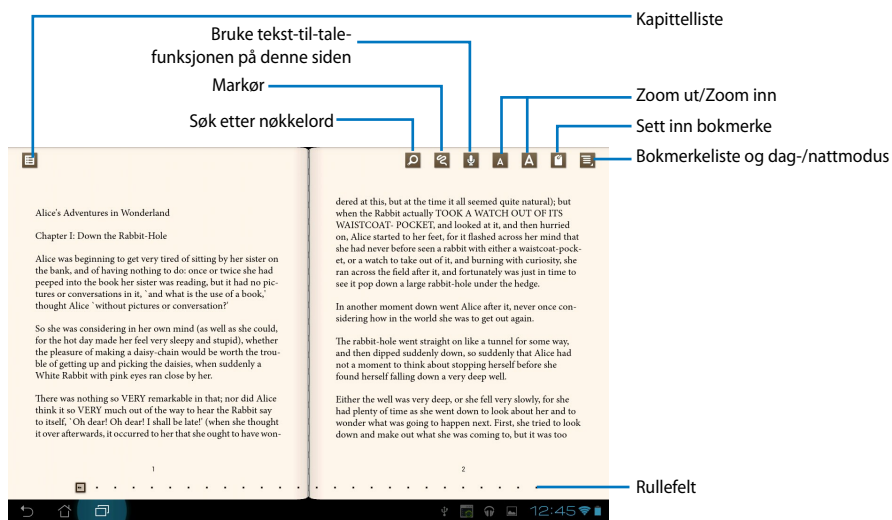 Kapittelliste
Bruke tekst-til-tale-
funksjonen på denne siden
Markør
Søk etter nøkkelord
Zoom ut/Zoom inn
Sett inn bokmerke
Bokmerkeliste og dag-/nattmodus
A
A
Alice's Adventures in Wonderland
Chapter I: Down the Rabbit-Hole
Alice was beginning to get very tired of sitting by her sister on
the bank, and of having nothing to do: once or twice she had
peeped into the book her sister was reading, but it had no pic-
tures or conversations in it, `and what is the use of a book,'
thought Alice `without pictures or conversation?'
So she was considering in her own mind (as well as she could,
for the hot day made her feel very sleepy and stupid), whether
the pleasure of making a daisy-chain would be worth the trou-
ble of getting up and picking the daisies, when suddenly a
White Rabbit with pink eyes ran close by her.
There was nothing so VERY remarkable in that; nor did Alice
think it so VERY much out of the way to hear the Rabbit say
to itself, `Oh dear! Oh dear! I shall be late!' (when she thought
it over afterwards, it occurred to her that she ought to have won-
1
dered at this, but at the time it all seemed quite natural); but
when the Rabbit actually TOOK A WATCH OUT OF ITS
WAISTCOAT- POCKET, and looked at it, and then hurried
on, Alice started to her feet, for it flashed across her mind that
she had never before seen a rabbit with either a waistcoat-pock-
et, or a watch to take out of it, and burning with curiosity, she
ran across the field after it, and fortunately was just in time to
see it pop down a large rabbit-hole under the hedge.
In another moment down went Alice after it, never once con-
sidering how in the world she was to get out again.
The rabbit-hole went straight on like a tunnel for some way,
and then dipped suddenly down, so suddenly that Alice had
not a moment to think about stopping herself before she
found herself falling down a very deep well.
Either the well was very deep, or she fell very slowly, for she
had plenty of time as she went down to look about her and to
wonder what was going to happen next. First, she tried to look
down and make out what she was coming to, but it was too
2
Rullefelt
12:45